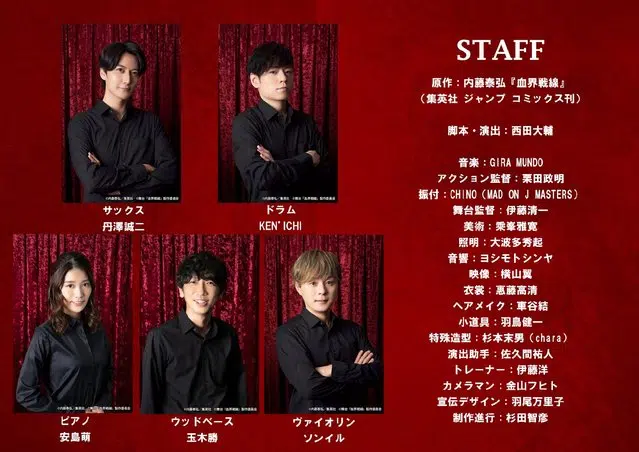 サックス
丹澤誠二
ドラム
KEN'ICHI
ピアノ
安島萌
ウッドベース
玉木勝
ヴァイオリン
ソンイル
STAFF
原作：内藤泰弘『血界戦線』
（集英社 ジャンプ コミックス刊）
脚本・演出：西田大輔
音楽：GIRA MUNDO
アクション監督：栗田政明
振付：CHINO（MAD ON J MASTERS）
舞台監督：伊藤清一
美術：乘峯雅寛
照明：大波多秀起
音響：ヨシモトシンヤ
映像：横山翼
衣裳：惠藤高清
ヘアメイク：車谷結
小道具：羽鳥健一
特殊造型：杉本末男（chara）
演出助手：佐久間祐人
トレーナー：伊藤洋
カメラマン：金山フヒト
宣伝デザイン：羽尾万里子
制作進行：杉田智彦